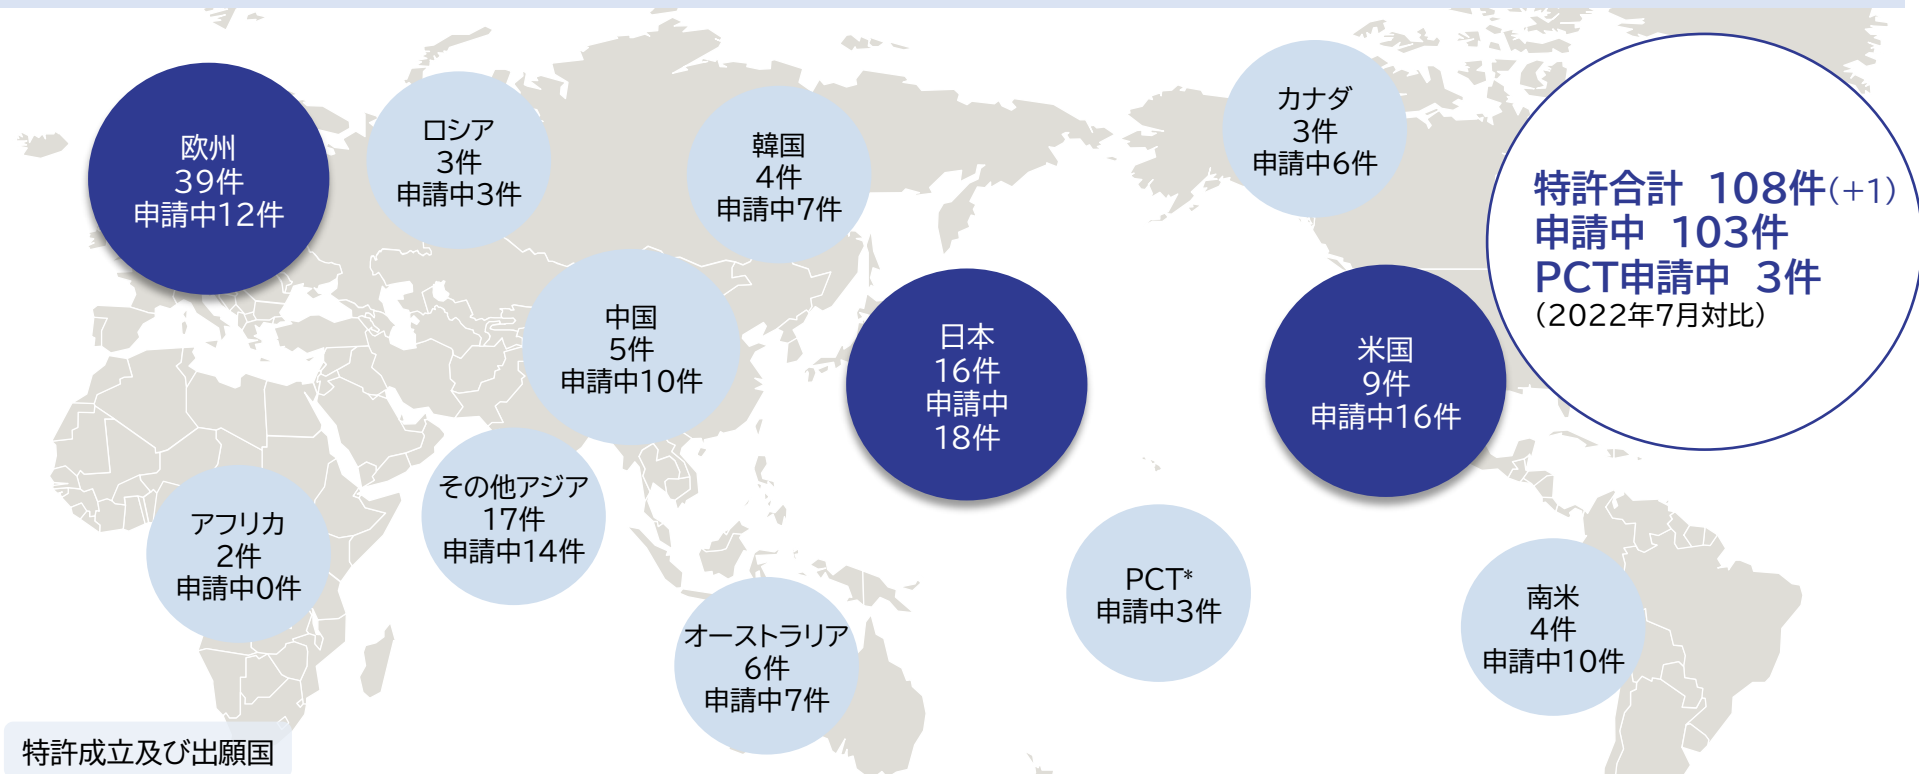 欧州
39件
申請中12件
ロシア
3件
申請中3件
韓国
4件
申請中7件
カナダ
3件
申請中6件
特許合計 108件(+1)
申請中 103件
PCT申請中 3件
(2022年7月対比)
中国
5件
申請中10件
日本
16件
申請中
18件
米国
9件
申請中16件
アフリカ
2件
申請中0件
その他アジア
17件
申請中14件
オーストラリア
6件
申請中7件
PCT*
申請中3件
南米
4件
申請中10件
特許成立及び出願国